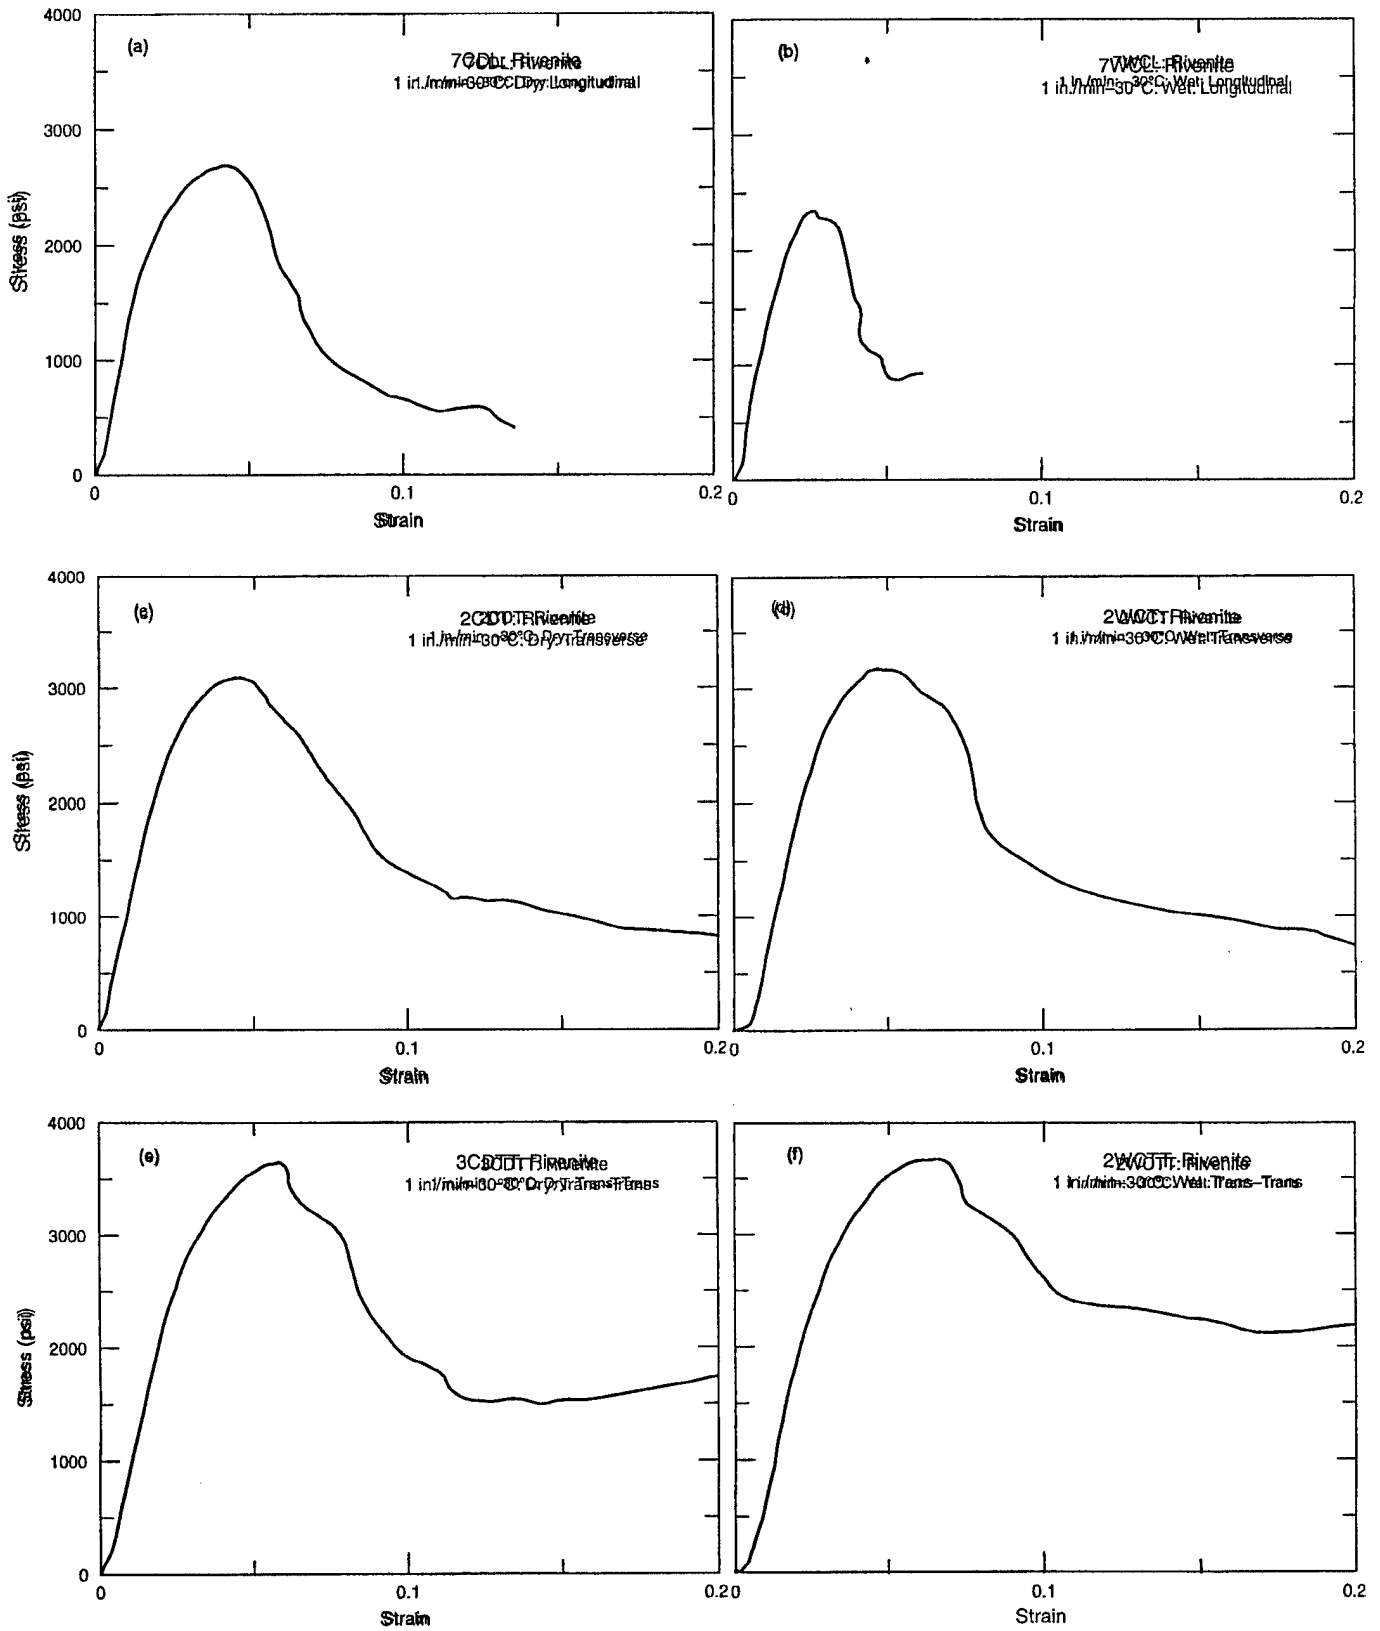 4000
(a)
7CDL: Rivenite
1 in./min–30°C: Dry: Longitudinal
3000
2000
1000
0
Stress (psi)
0
0.1
0.2
Strain
(b)
7WCL: Rivenite
1 in./min–30°C: Wet: Longitudinal
0
0.1
0.2
Strain
4000
(c)
2CDT: Rivenite
1 in./min–30°C: Dry: Transverse
3000
2000
1000
0
Stress (psi)
0
0.1
0.2
Strain
(d)
2WCT: Rivenite
1 in./min–30°C: Wet: Transverse
0
0.1
0.2
Strain
4000
(e)
3CDTT: Rivenite
1 in./min–30°C: Dry: Trans–Trans
3000
2000
1000
0
Stress (psi)
0
0.1
0.2
Strain
(f)
2WCTT: Rivenite
1 in./min–30°C: Wet: Trans–Trans
0
0.1
0.2
Strain